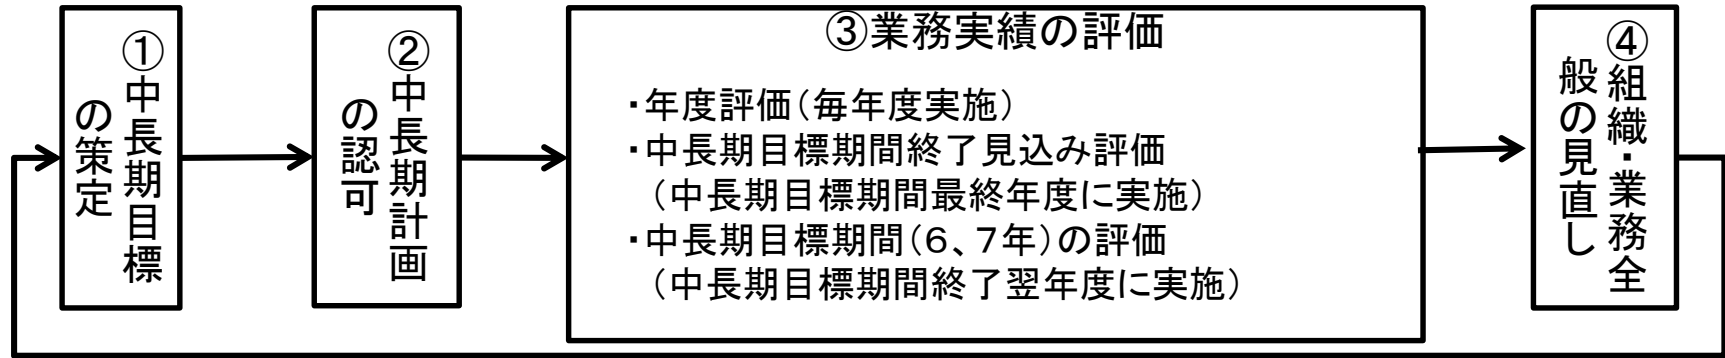 ①中長期目標
の策定
②中長期計画
の認可
③業務実績の評価
・年度評価（毎年度実施）
・中長期目標期間終了見込み評価
（中長期目標期間最終年度に実施）
・中長期目標期間（６、７年）の評価
（中長期目標期間終了翌年度に実施）
④組織・業務全
般の見直し